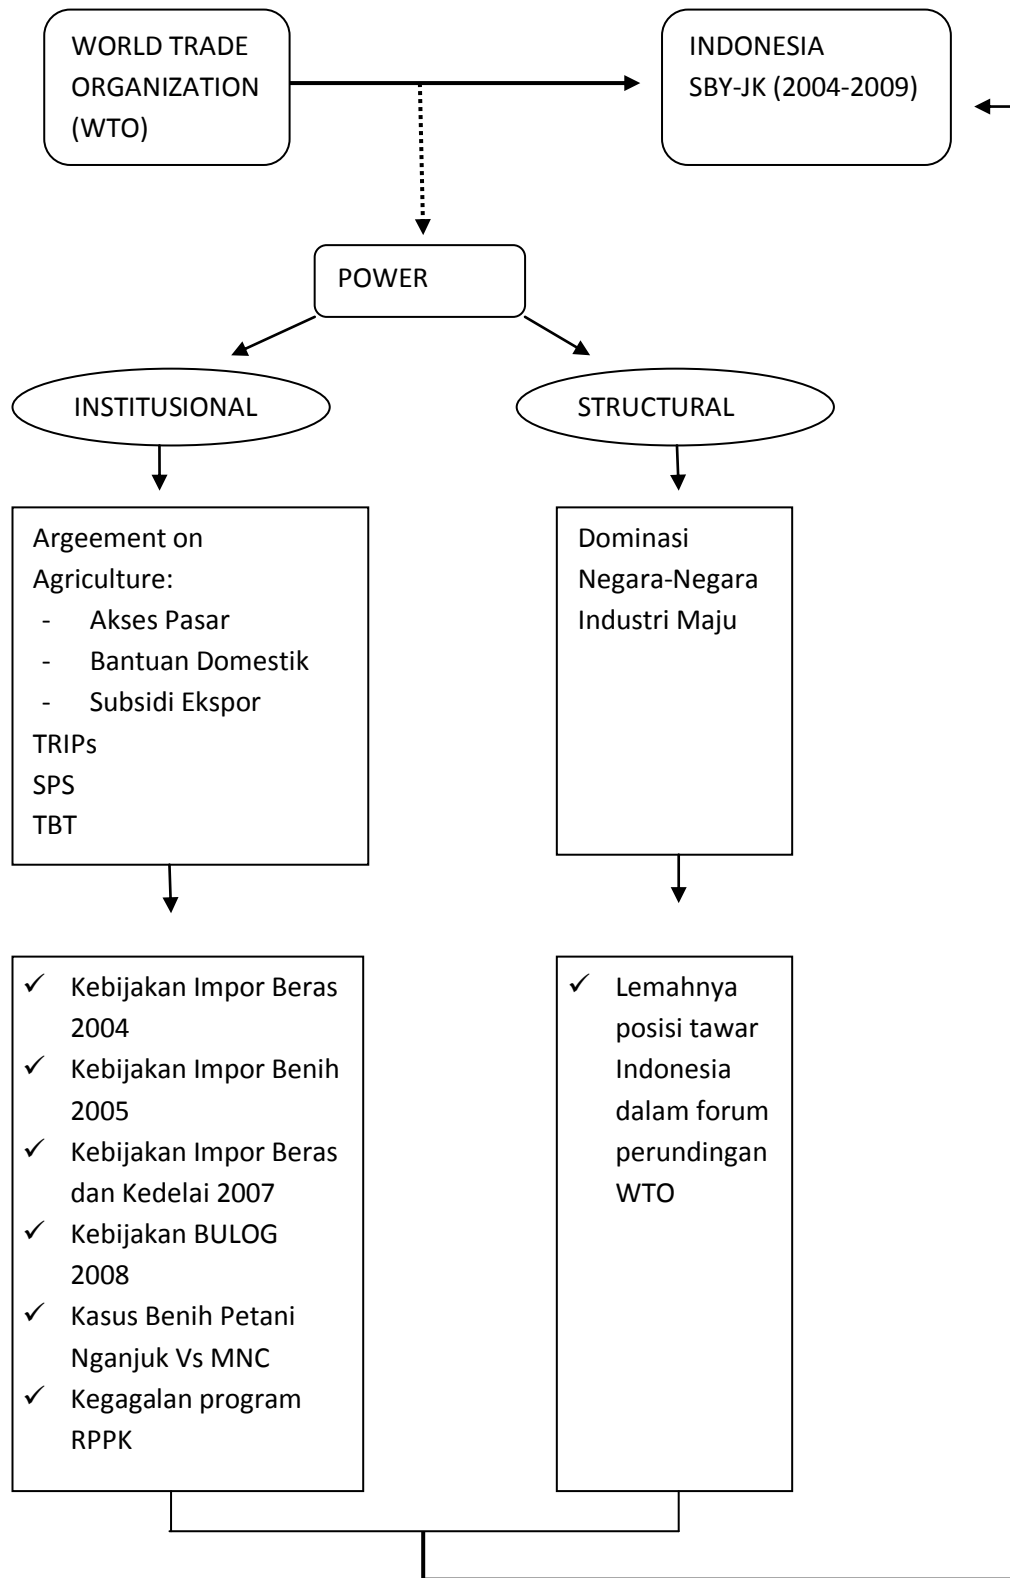 WORLD TRADE
ORGANIZATION
(WTO)
INDONESIA
SBY-JK (2004-2009)
POWER
INSTITUSIONAL
STRUCTURAL
Argeement on
Agriculture:
- Akses Pasar
- Bantuan Domestik
- Subsidi Ekspor
TRIPs
SPS
TBT
Dominasi
Negara-Negara
Industri Maju
✓ Kebijakan Impor Beras
2004
✓ Kebijakan Impor Benih
2005
✓ Kebijakan Impor Beras
dan Kedelai 2007
✓ Kebijakan BULOG
2008
✓ Kasus Benih Petani
Nganjuk Vs MNC
✓ Kegagalan program
RPPK
✓ Lemahnya
posisi tawar
Indonesia
dalam forum
perundingan
WTO